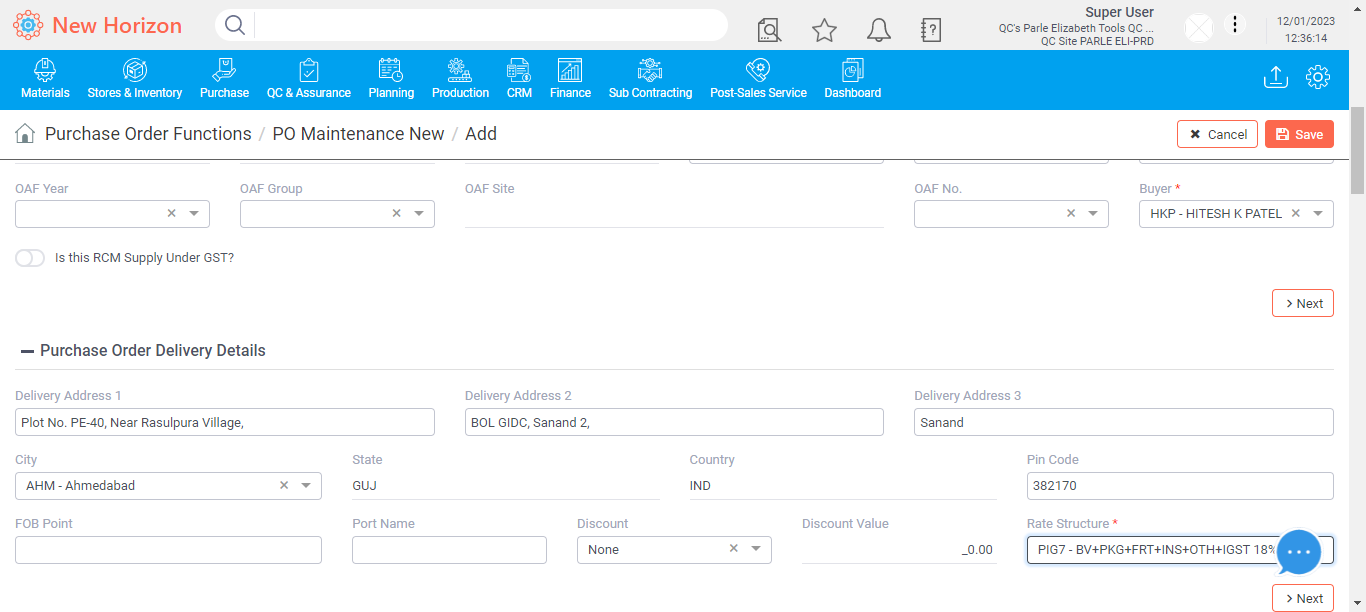 New Horizon
Super User
QC's Parle Elizabeth Tools QC ...
QC Site PARLE ELI-PRD
12/01/2023
12:36:14
Materials
Stores & Inventory
Purchase
QC & Assurance
Planning
Production
CRM
Finance
Sub Contracting
Post-Sales Service
Dashboard
Purchase Order Functions / PO Maintenance New / Add
Cancel
Save
OAF Year
OAF Group
OAF Site
OAF No.
Buyer *
HKP - HITESH K PATEL
Is this RCM Supply Under GST?
Next
Purchase Order Delivery Details
Delivery Address 1
Delivery Address 2
Delivery Address 3
Plot No. PE-40, Near Rasulpura Village,
BOL GIDC, Sanand 2,
Sanand
City
State
Country
Pin Code
AHM - Ahmedabad
GUJ
IND
382170
FOB Point
Port Name
Discount
Discount Value
Rate Structure *
None
_0.00
PIG7 - BV+PKG+FRT+INS+OTH+IGST 18%
Next